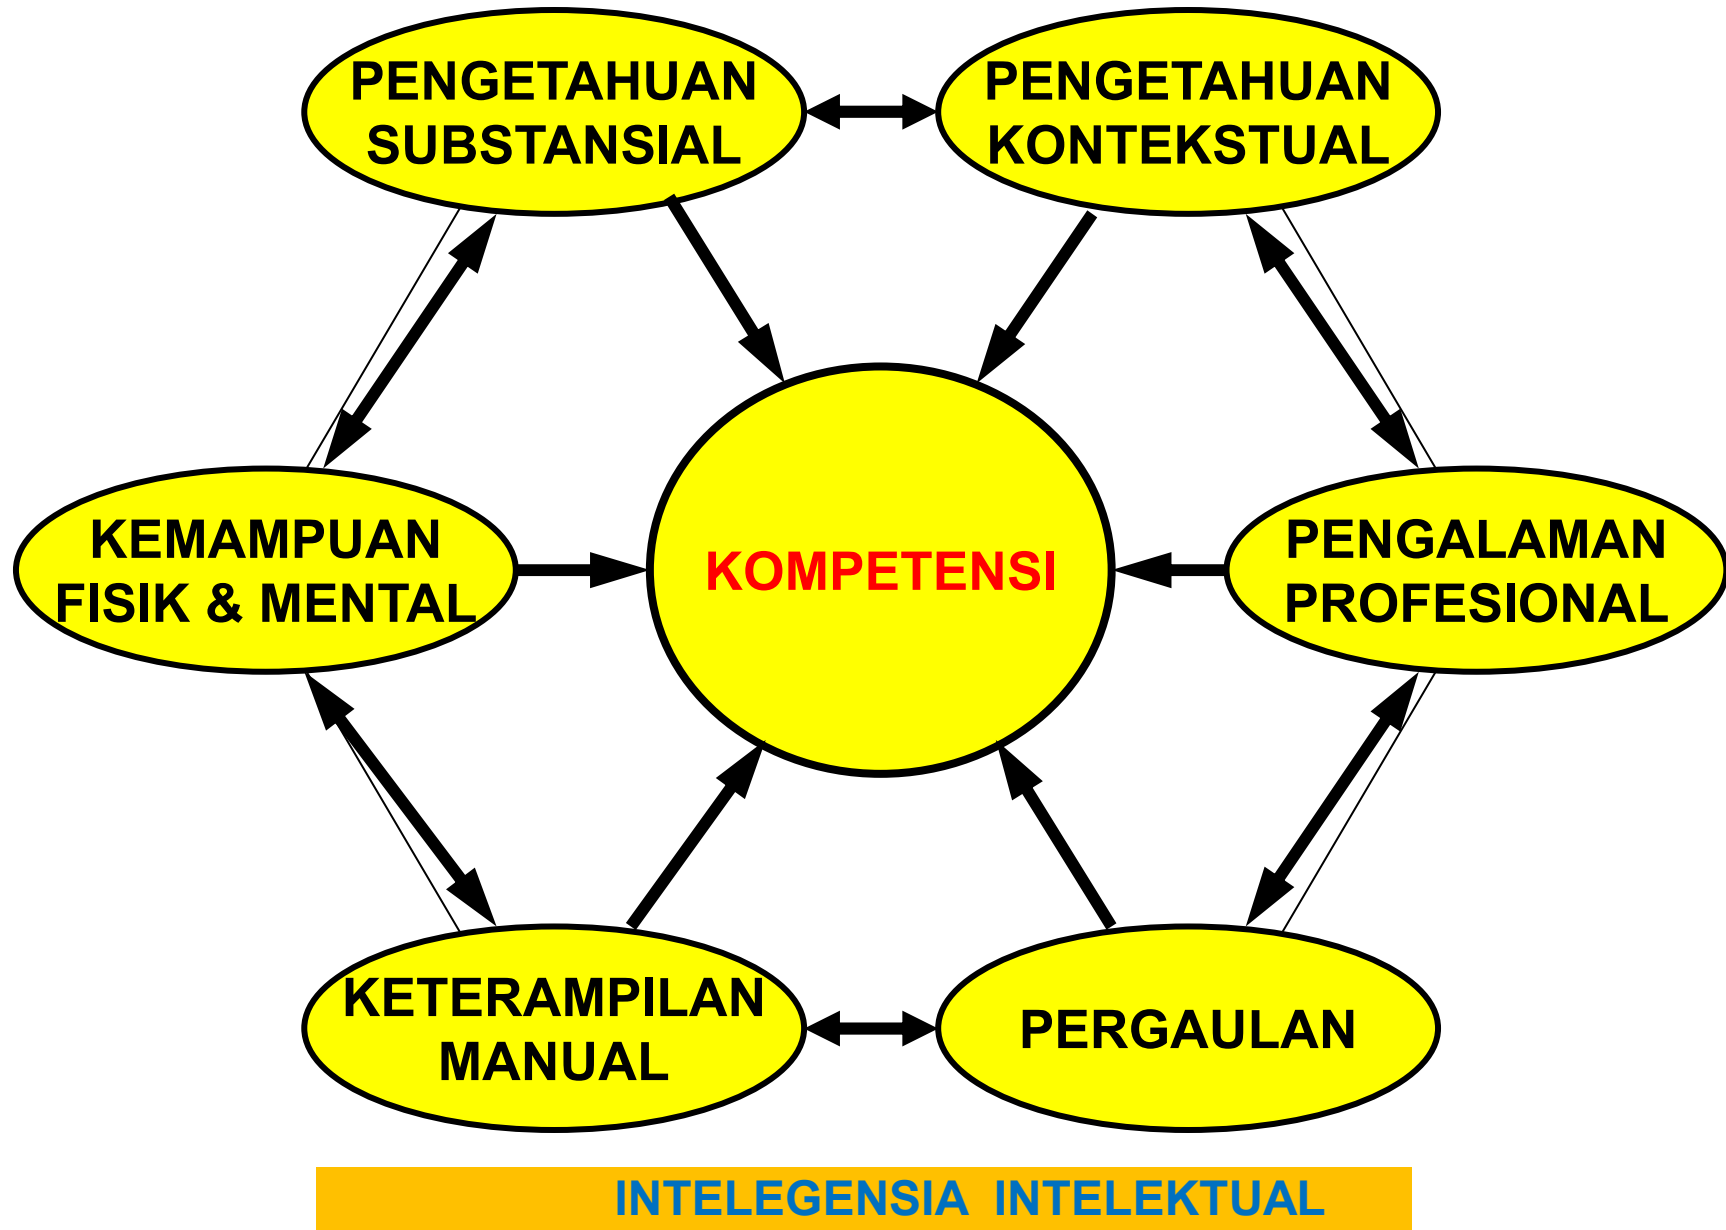 PENGETAHUAN
SUBSTANSIAL
PENGETAHUAN
KONTEKSTUAL
KEMAMPUAN
FISIK & MENTAL
KOMPETENSI
PENGALAMAN
PROFESIONAL
KETERAMPILAN
MANUAL
PERGAULAN
INTELEGENSIA INTELEKTUAL